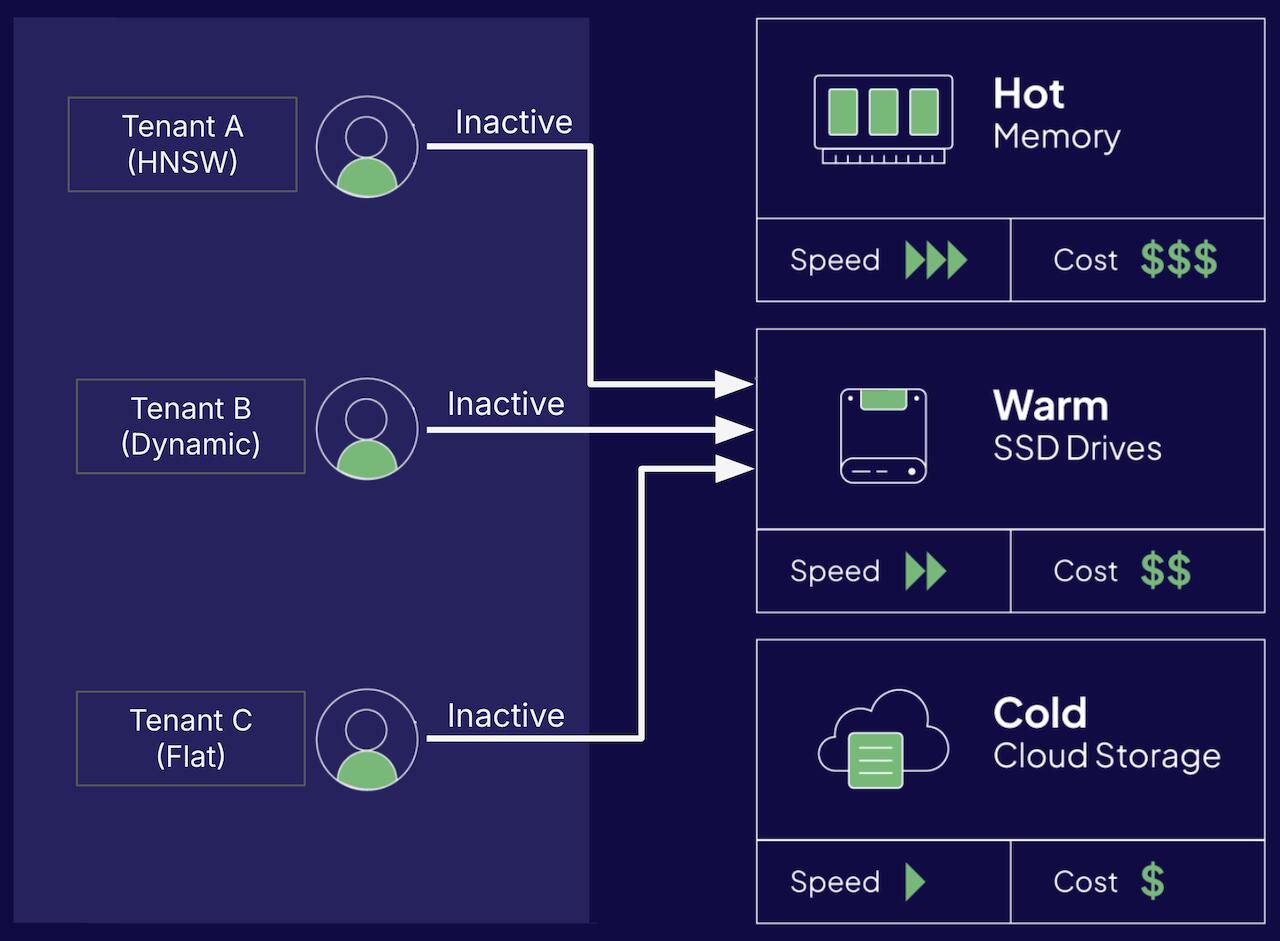 Tenant A
(HNSW)
Inactive
Tenant B
(Dynamic)
Inactive
Tenant C
(Flat)
Inactive
Hot
Memory
Speed
Cost $$$
Warm
SSD Drives
Speed
Cost $$
Cold
Cloud Storage
Speed
Cost $